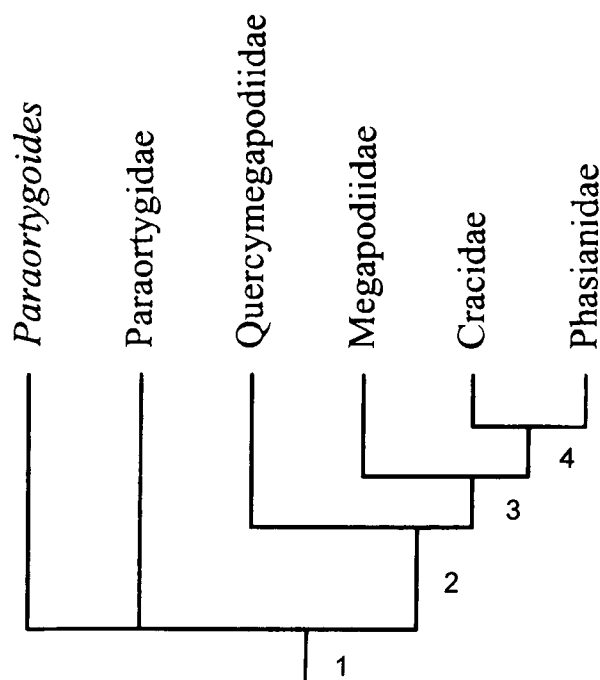 Paraortygoides
Paraortygidae
Quercymegapodiidae
Megapodiidae
Cracidae
Phasianidae
4
3
2
1